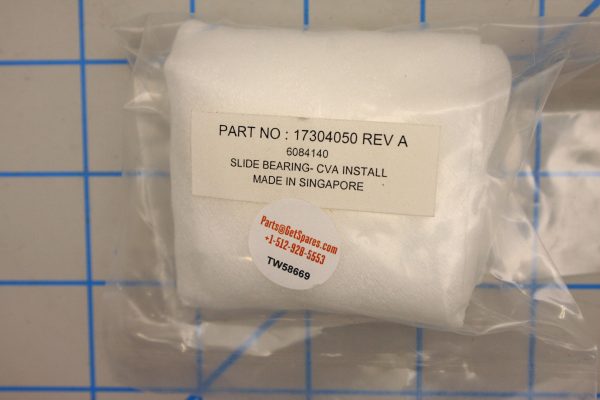 PART NO : 17304050 REV A
6084140
SLIDE BEARING- CVA INSTALL
MADE IN SINGAPORE
Parts@GetSpares.com
+1-512-928-5553
TW58669